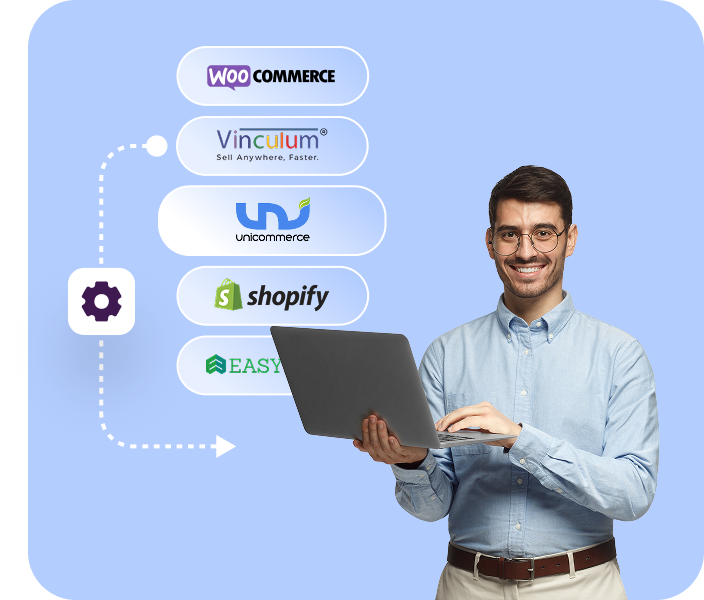 WOO COMMERCE
Vinculum®
Sell Anywhere, Faster.
unicommerce
shopify
EASY